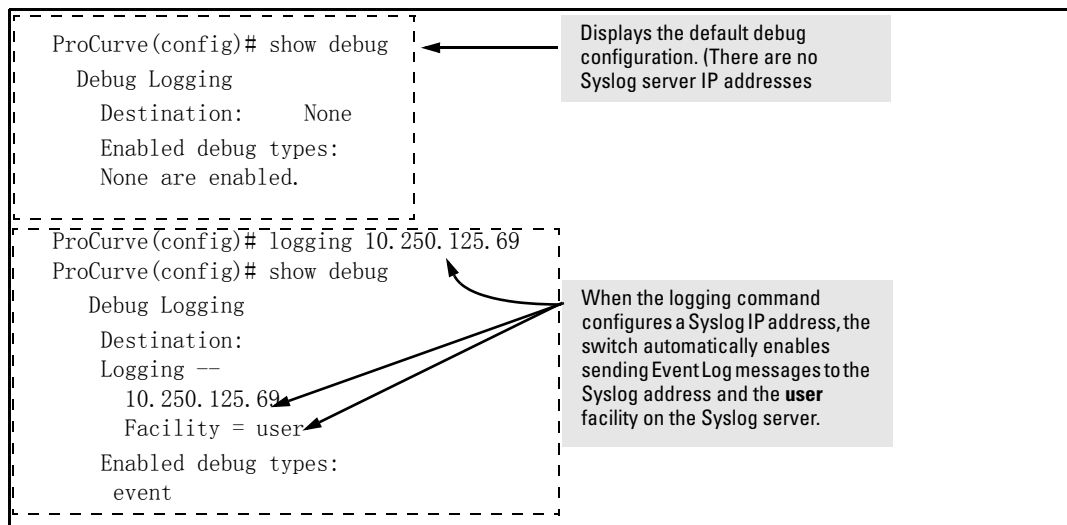 ProCurve(config)# show debug
Debug Logging
Destination: None
Enabled debug types:
None are enabled.
Displays the default debug
configuration. (There are no
Syslog server IP addresses
ProCurve(config)# logging 10.250.125.69
ProCurve(config)# show debug
Debug Logging
Destination:
Logging --
10.250.125.69
Facility = user
Enabled debug types:
event
When the logging command
configures a Syslog IP address, the
switch automatically enables
sending Event Log messages to the
Syslog address and the user
facility on the Syslog server.